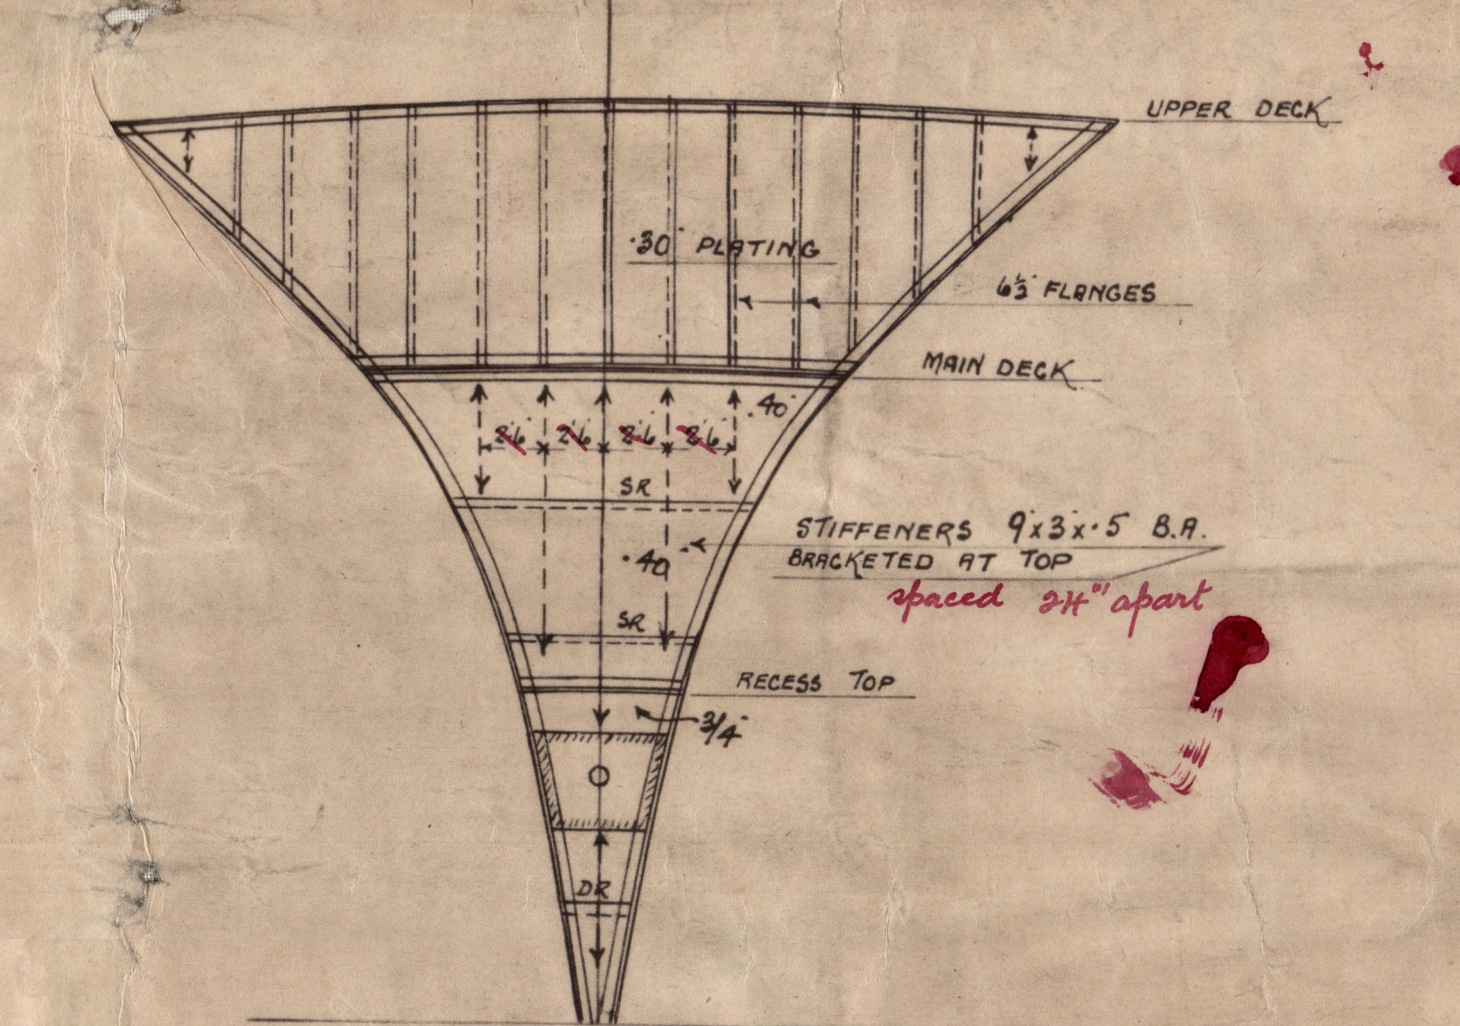 UPPER DECK
·30" PLATING
6½" FLANGES
MAIN DECK
.40"
2'6" 2'6" 2'6" 2'6"
SR
STIFFENERS 9"x3"x·5 B.A.
BRACKETED AT TOP
·40"
spaced 24" apart
SR
RECESS TOP
3/4"
DR